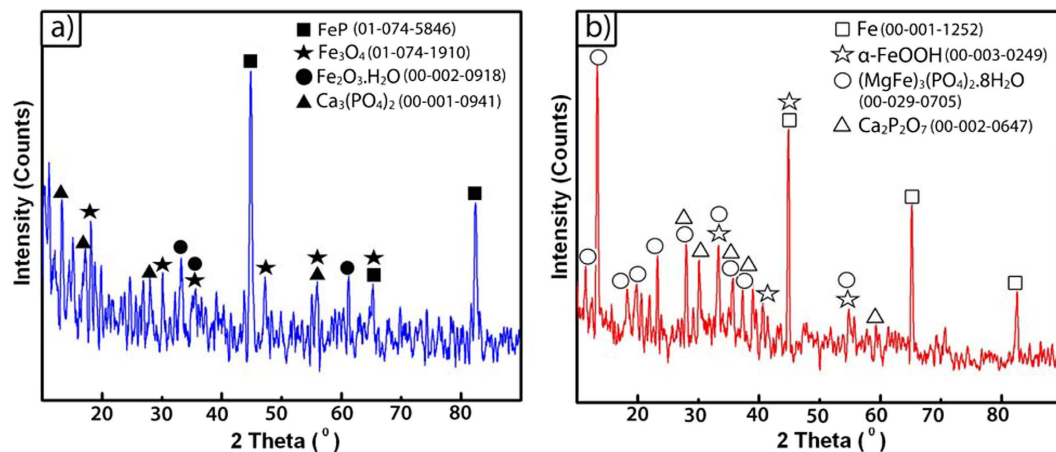 a)
■ FeP (01-074-5846)
★ Fe₃O₄ (01-074-1910)
● Fe₂O₃.H₂O (00-002-0918)
▲ Ca₃(PO₄)₂ (00-001-0941)
Intensity (Counts)
20 30 40 50 60 70 80
2 Theta (⁰)
b)
□ Fe (00-001-1252)
☆ α-FeOOH (00-003-0249)
○ (MgFe)₃(PO₄)₂.8H₂O
(00-029-0705)
△ Ca₂P₂O₇ (00-002-0647)
Intensity (Counts)
20 30 40 50 60 70 80
2 Theta (⁰)